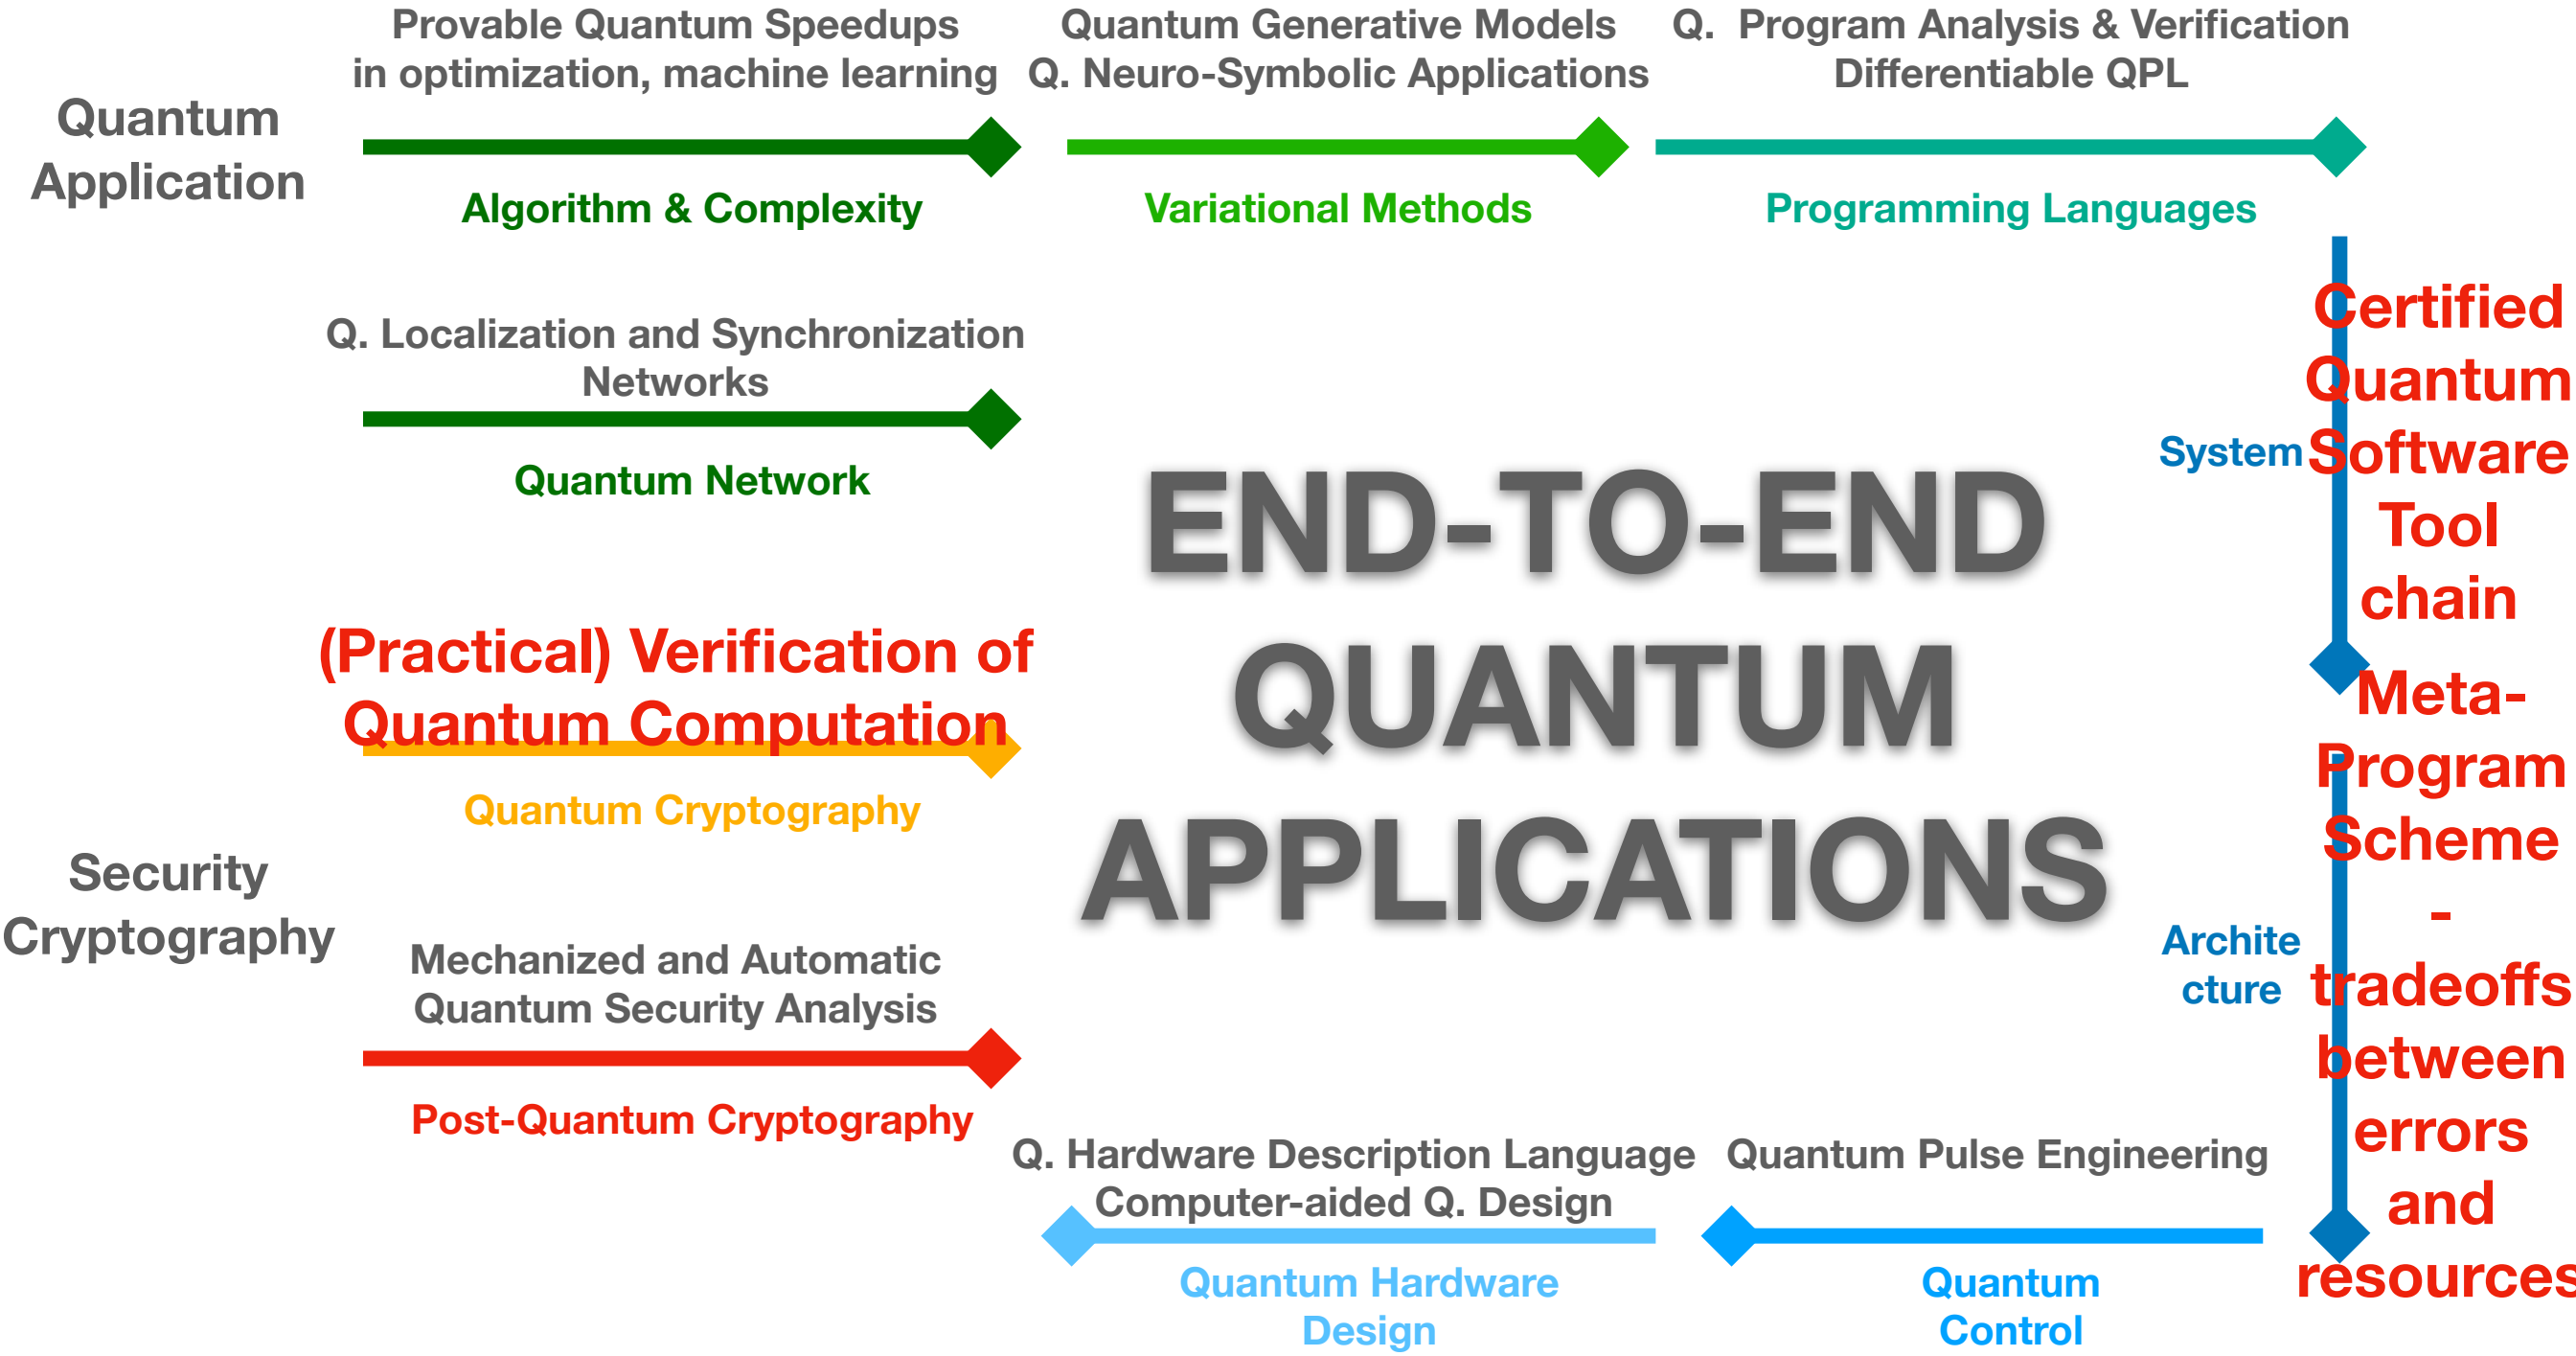 Provable Quantum Speedups
in optimization, machine learning
Quantum Generative Models
Q. Neuro-Symbolic Applications
Q. Program Analysis & Verification
Differentiable QPL
Quantum
Application
Algorithm & Complexity
Variational Methods
Programming Languages
Q. Localization and Synchronization
Networks
Quantum Network
Certified
Quantum
Software
Tool
chain
System
END-TO-END
QUANTUM
APPLICATIONS
(Practical) Verification of
Quantum Computation
Quantum Cryptography
Security
Cryptography
Meta-
Program
Scheme
-
tradeoffs
between
errors
and
resources
Archite
cture
Mechanized and Automatic
Quantum Security Analysis
Post-Quantum Cryptography
Q. Hardware Description Language
Computer-aided Q. Design
Quantum Hardware
Design
Quantum Pulse Engineering
Quantum
Control